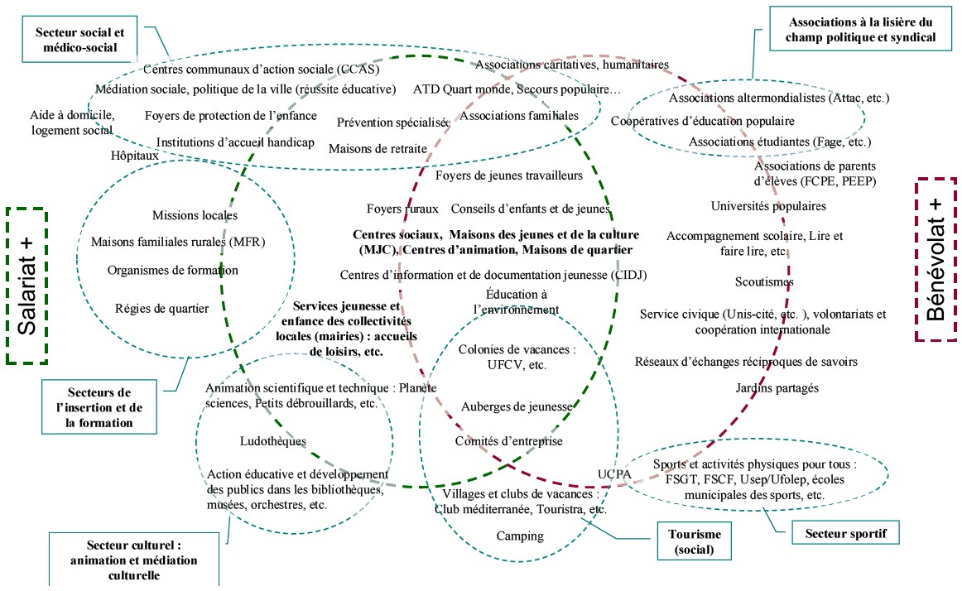 Secteur social et
médico-social
Associations à la lisière du
champ politique et syndical
Centres communaux d'action sociale (CCAS)
Associations caritatives, humanitaires
Médiation sociale, politique de la ville (réussite éducative)
ATD Quart monde, Secours populaire…
Aide à domicile,
logement social
Foyers de protection de l'enfance
Prévention spécialisée
Associations familiales
Institutions d'accueil handicap
Maisons de retraite
Hôpitaux
Associations altermondialistes (Attac, etc.)
Coopératives d'éducation populaire
Associations étudiantes (Fage, etc.)
Associations de parents
d'élèves (FCPE, PEEP)
Foyers de jeunes travailleurs
Missions locales
Foyers ruraux
Conseils d'enfants et de jeunes
Universités populaires
Maisons familiales rurales (MFR)
Centres sociaux, Maisons des jeunes et de la culture
(MJC), Centres d'animation, Maisons de quartier
Accompagnement scolaire, Lire et
faire lire, etc.
Organismes de formation
Centres d'information et de documentation jeunesse (CIDJ)
Scoutismes
Régies de quartier
Éducation à
l'environnement
Salariat +
Bénévolat +
Services jeunesse et
enfance des collectivités
locales (mairies) : accueils
de loisirs, etc.
Service civique (Unis-cité, etc. ), volontariats et
coopération internationale
Colonies de vacances :
UFCV, etc.
Réseaux d'échanges réciproques de savoirs
Secteurs de
l'insertion et de
la formation
Animation scientifique et technique : Planète
sciences, Petits débrouillards, etc.
Jardins partagés
Auberges de jeunesse
Ludothèques
Comités d'entreprise
Action éducative et développement
des publics dans les bibliothèques,
musées, orchestres, etc.
UCPA
Sports et activités physiques pour tous :
FSGT, FSCF, Usep/Ufolep, écoles
municipales des sports, etc.
Villages et clubs de vacances :
Club méditerranée, Touristra, etc.
Camping
Secteur culturel :
animation et médiation
culturelle
Tourisme
(social)
Secteur sportif